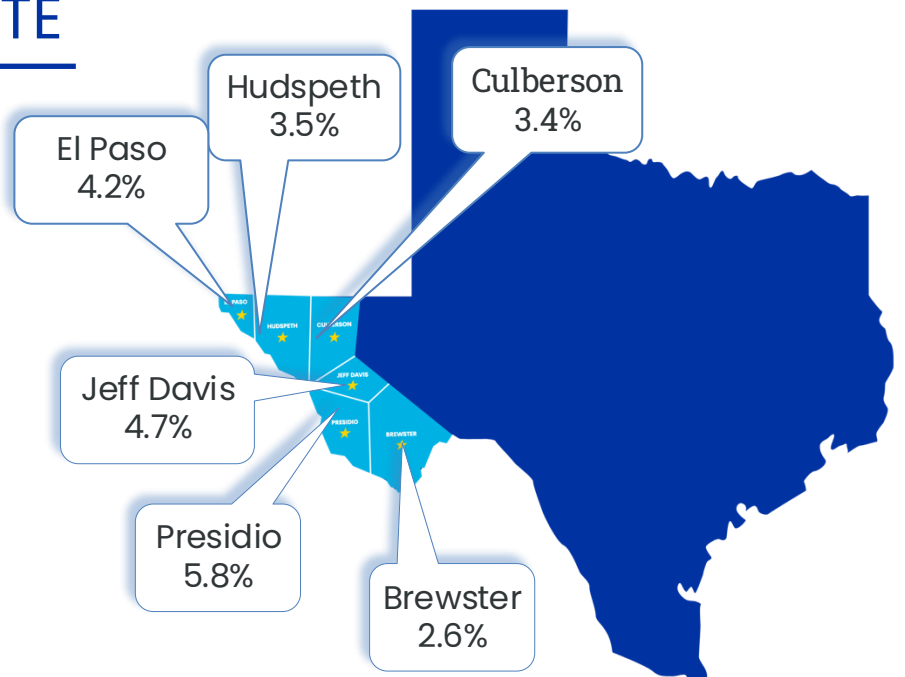 TE
Hudspeth
3.5%
Culberson
3.4%
El Paso
4.2%
PASO
HUDSPETH
JEFF DAVIS
Jeff Davis
4.7%
PRESIDIO
BREWSTER
Presidio
5.8%
Brewster
2.6%